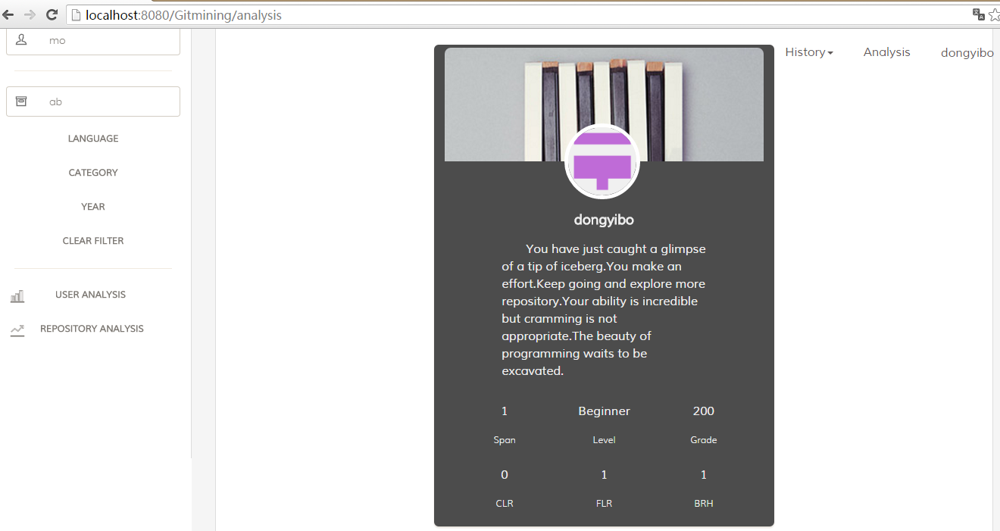 localhost:8080/Gitmining/analysis
mo
ab
LANGUAGE
CATEGORY
YEAR
CLEAR FILTER
USER ANALYSIS
REPOSITORY ANALYSIS
History
Analysis
dongyibo
dongyibo
You have just caught a glimpse
of a tip of iceberg.You make an
effort.Keep going and explore more
repository.Your ability is incredible
but cramming is not
appropriate.The beauty of
programming waits to be
excavated.
1 Beginner 200
Span Level Grade
0 1 1
CLR FLR BRH